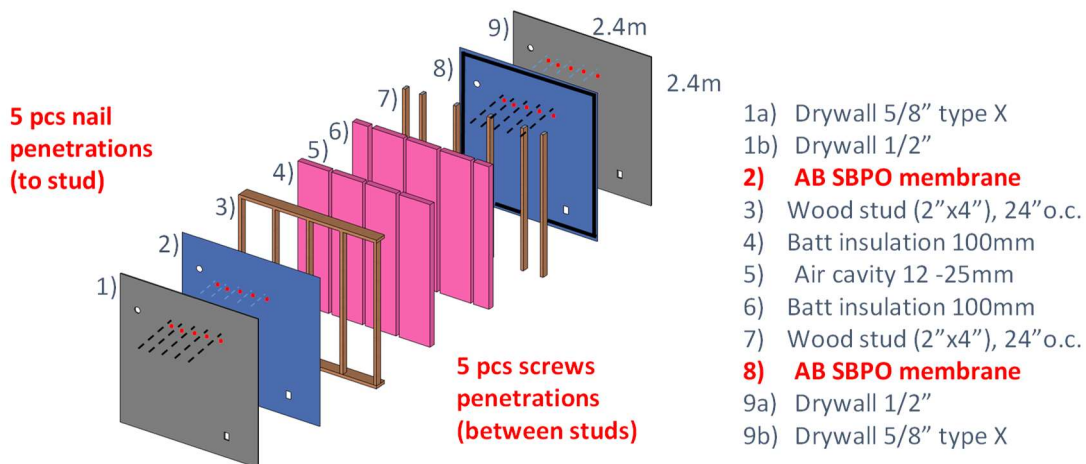 5 pcs nail
penetrations
(to stud)
1)
2)
3)
4)
5)
6)
7)
8)
9)
2.4m
2.4m
5 pcs screws
penetrations
(between studs)
1a) Drywall 5/8” type X
1b) Drywall 1/2”
2) AB SBPO membrane
3) Wood stud (2”x4”), 24”o.c.
4) Batt insulation 100mm
5) Air cavity 12 -25mm
6) Batt insulation 100mm
7) Wood stud (2”x4”), 24”o.c.
8) AB SBPO membrane
9a) Drywall 1/2”
9b) Drywall 5/8” type X